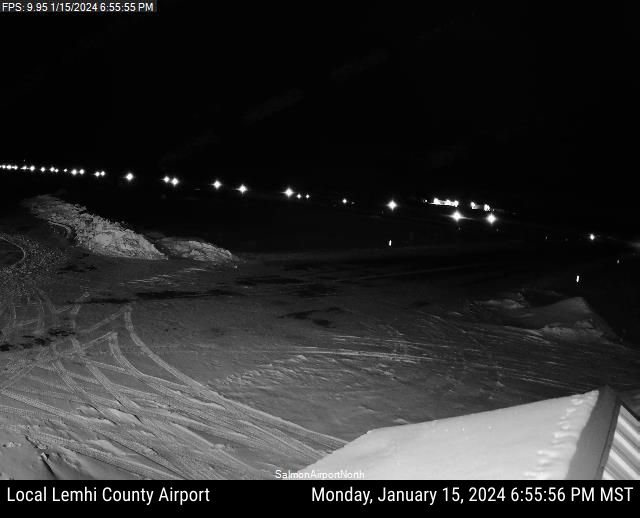 FPS: 9.95 1/15/2024 6:55:55 PM
SalmonAirportNorth
Local Lemhi County Airport
Monday, January 15, 2024 6:55:56 PM MST